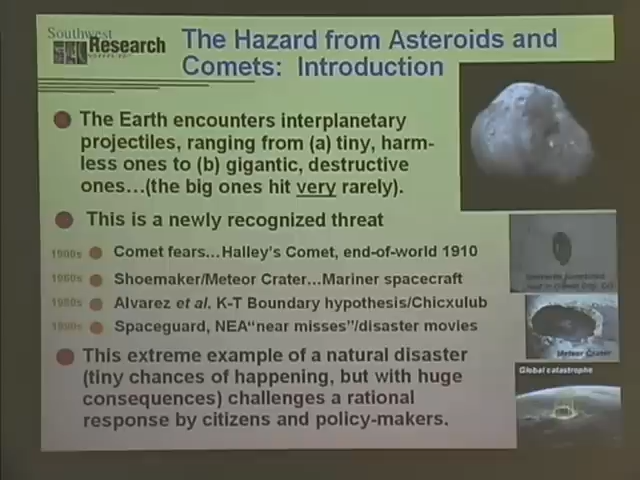 Southwest
Research
The Hazard from Asteroids and
Comets: Introduction
The Earth encounters interplanetary
projectiles, ranging from (a) tiny, harm-
less ones to (b) gigantic, destructive
ones...(the big ones hit very rarely).
This is a newly recognized threat
1900s Comet fears...Halley's Comet, end-of-world 1910
1960s Shoemaker/Meteor Crater...Mariner spacecraft
1980s Alvarez et al. K-T Boundary hypothesis/Chicxulub
1990s Spaceguard, NEA“near misses”/disaster movies
This extreme example of a natural disaster
(tiny chances of happening, but with huge
consequences) challenges a rational
response by citizens and policy-makers.
Meteor Crater
Global catastrophe